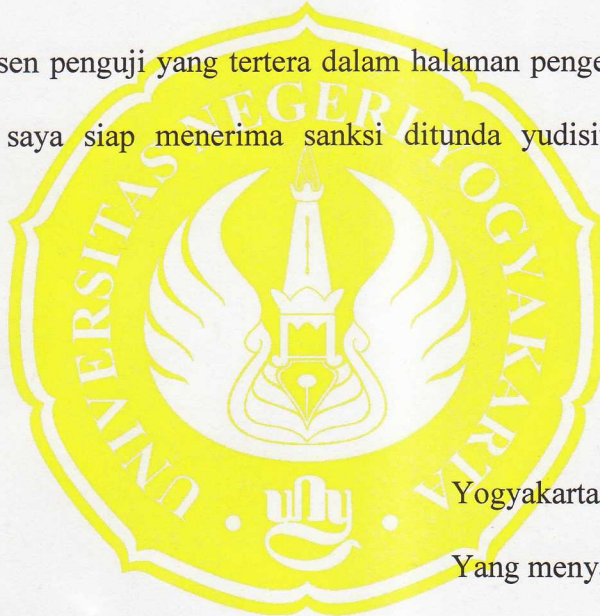 sen penguji yang tertera dalam halaman penge
saya siap menerima sanksi ditunda yudisi
UNIVERSITAS NEGERI YOGYAKARTA
uny
Yogyakarta
Yang meny